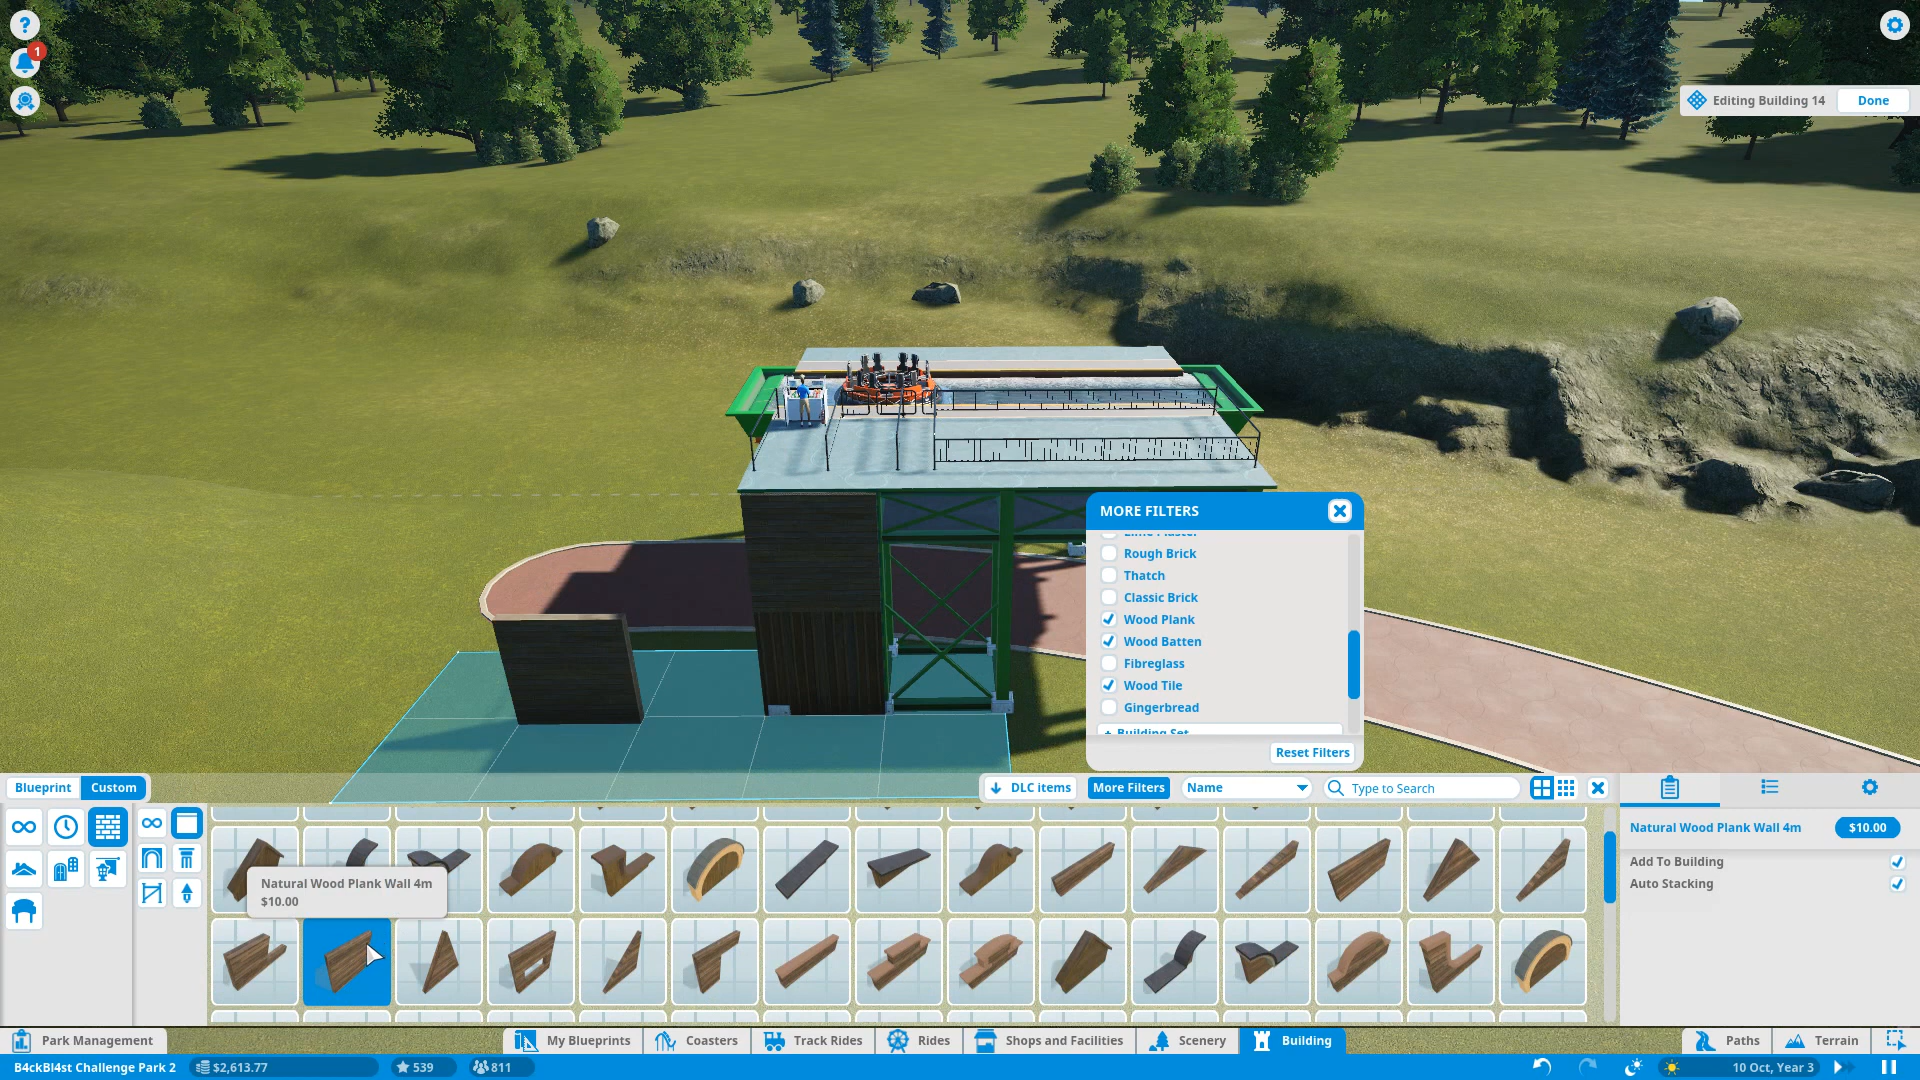 1
Editing Building 14
Done
MORE FILTERS
Rough Brick
Thatch
Classic Brick
Wood Plank
Wood Batten
Fibreglass
Wood Tile
Gingerbread
+ Building Set
Reset Filters
Blueprint
Custom
DLC items
More Filters
Name
Type to Search
Natural Wood Plank Wall 4m
$10.00
Add To Building
Auto Stacking
Natural Wood Plank Wall 4m
$10.00
Park Management
My Blueprints
Coasters
Track Rides
Rides
Shops and Facilities
Scenery
Building
Paths
Terrain
B4ckBl4st Challenge Park 2
$2,613.77
539
811
10 Oct, Year 3